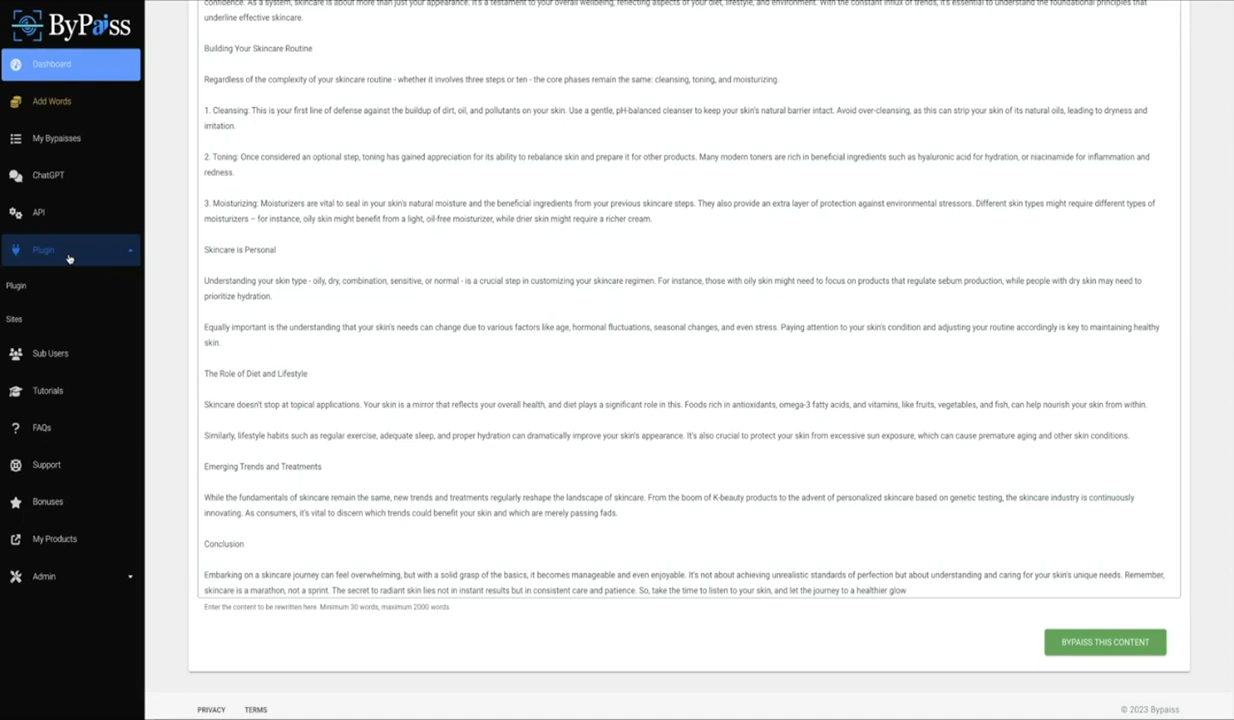 ByPaiss
Dashboard
Add Words
My Bypaisses
ChatGPT
API
Plugin
Plugin
Sites
Sub Users
Tutorials
FAQs
Support
Bonuses
My Products
Admin
confidence. As a system, skincare is about more than just your appearance. It's a testament to your overall wellbeing, reflecting aspects of your diet, lifestyle, and environment. With the constant influx of trends, it's essential to understand the foundational principles that
underline effective skincare.
Building Your Skincare Routine
Regardless of the complexity of your skincare routine - whether it involves three steps or ten - the core phases remain the same: cleansing, toning, and moisturizing.
1. Cleansing: This is your first line of defense against the buildup of dirt, oil, and pollutants on your skin. Use a gentle, pH-balanced cleanser to keep your skin's natural barrier intact. Avoid over-cleansing, as this can strip your skin of its natural oils, leading to dryness and
irritation.
2. Toning: Once considered an optional step, toning has gained appreciation for its ability to rebalance skin and prepare it for other products. Many modern toners are rich in beneficial ingredients such as hyaluronic acid for hydration, or niacinamide for inflammation and
redness.
3. Moisturizing: Moisturizers are vital to seal in your skin's natural moisture and the beneficial ingredients from your previous skincare steps. They also provide an extra layer of protection against environmental stressors. Different skin types might require different types of
moisturizers – for instance, oily skin might benefit from a light, oil-free moisturizer, while drier skin might require a richer cream.
Skincare is Personal
Understanding your skin type - oily, dry, combination, sensitive, or normal - is a crucial step in customizing your skincare regimen. For instance, those with oily skin might need to focus on products that regulate sebum production, while people with dry skin may need to
prioritize hydration.
Equally important is the understanding that your skin's needs can change due to various factors like age, hormonal fluctuations, seasonal changes, and even stress. Paying attention to your skin's condition and adjusting your routine accordingly is key to maintaining healthy
skin.
The Role of Diet and Lifestyle
Skincare doesn't stop at topical applications. Your skin is a mirror that reflects your overall health, and diet plays a significant role in this. Foods rich in antioxidants, omega-3 fatty acids, and vitamins, like fruits, vegetables, and fish, can help nourish your skin from within.
Similarly, lifestyle habits such as regular exercise, adequate sleep, and proper hydration can dramatically improve your skin's appearance. It's also crucial to protect your skin from excessive sun exposure, which can cause premature aging and other skin conditions.
Emerging Trends and Treatments
While the fundamentals of skincare remain the same, new trends and treatments regularly reshape the landscape of skincare. From the boom of K-beauty products to the advent of personalized skincare based on genetic testing, the skincare industry is continuously
innovating. As consumers, it's vital to discern which trends could benefit your skin and which are merely passing fads.
Conclusion
Embarking on a skincare journey can feel overwhelming, but with a solid grasp of the basics, it becomes manageable and even enjoyable. It's not about achieving unrealistic standards of perfection but about understanding and caring for your skin's unique needs. Remember,
skincare is a marathon, not a sprint. The secret to radiant skin lies not in instant results but in consistent care and patience. So, take the time to listen to your skin, and let the journey to a healthier glow
Enter the content to be rewritten here. Minimum 30 words, maximum 2000 words.
BYPAISS THIS CONTENT
PRIVACY TERMS © 2023 Bypaiss